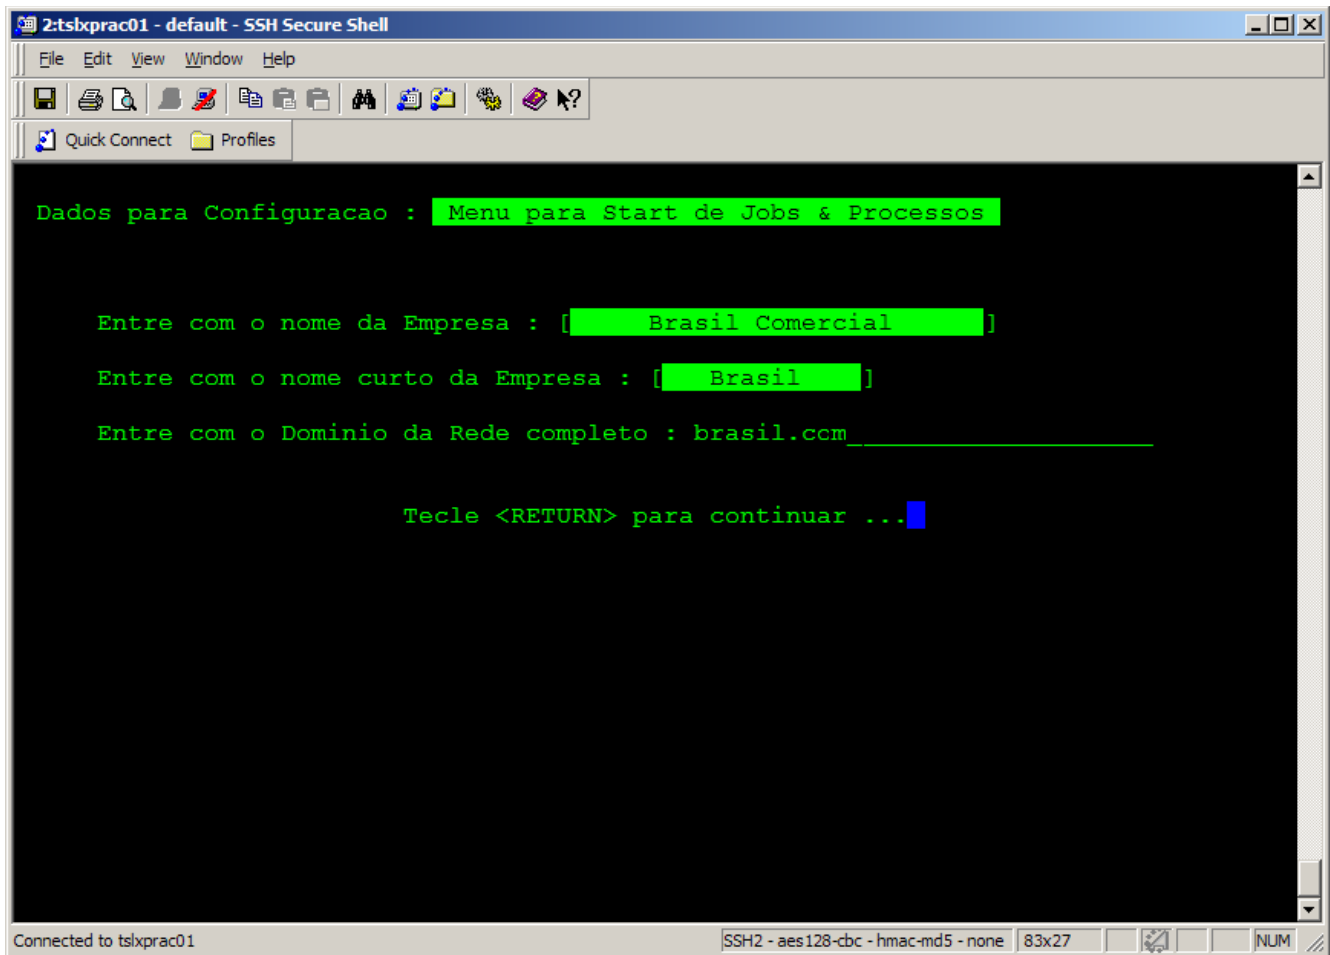 2:tslxprac01 - default - SSH Secure Shell
File Edit View Window Help
Quick Connect Profiles
Dados para Configuracao : Menu para Start de Jobs & Processos
Entre com o nome da Empresa : [ Brasil Comercial ]
Entre com o nome curto da Empresa : [ Brasil ]
Entre com o Dominio da Rede completo : brasil.com____________________
Tecle <RETURN> para continuar ...
Connected to tslxprac01 SSH2 - aes128-cbc - hmac-md5 - none 83x27 NUM